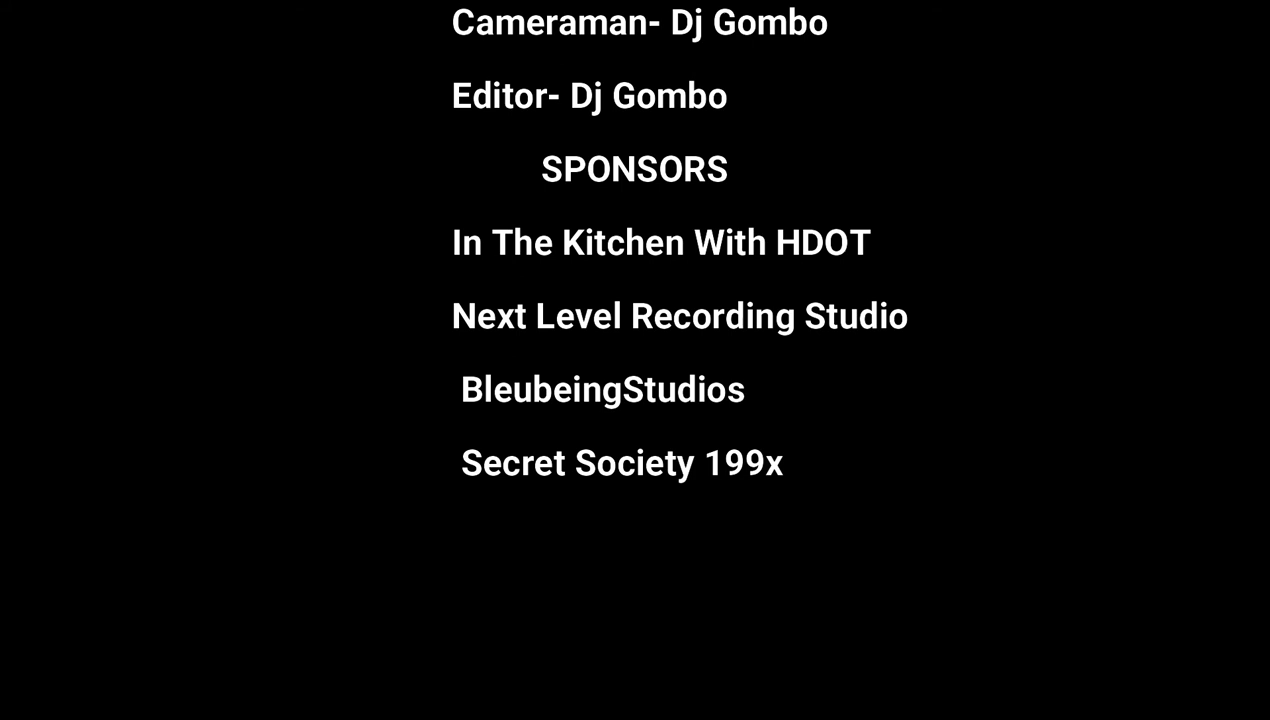 Cameraman- Dj Gombo
Editor- Dj Gombo
SPONSORS
In The Kitchen With HDOT
Next Level Recording Studio
BleubeingStudios
Secret Society 199x